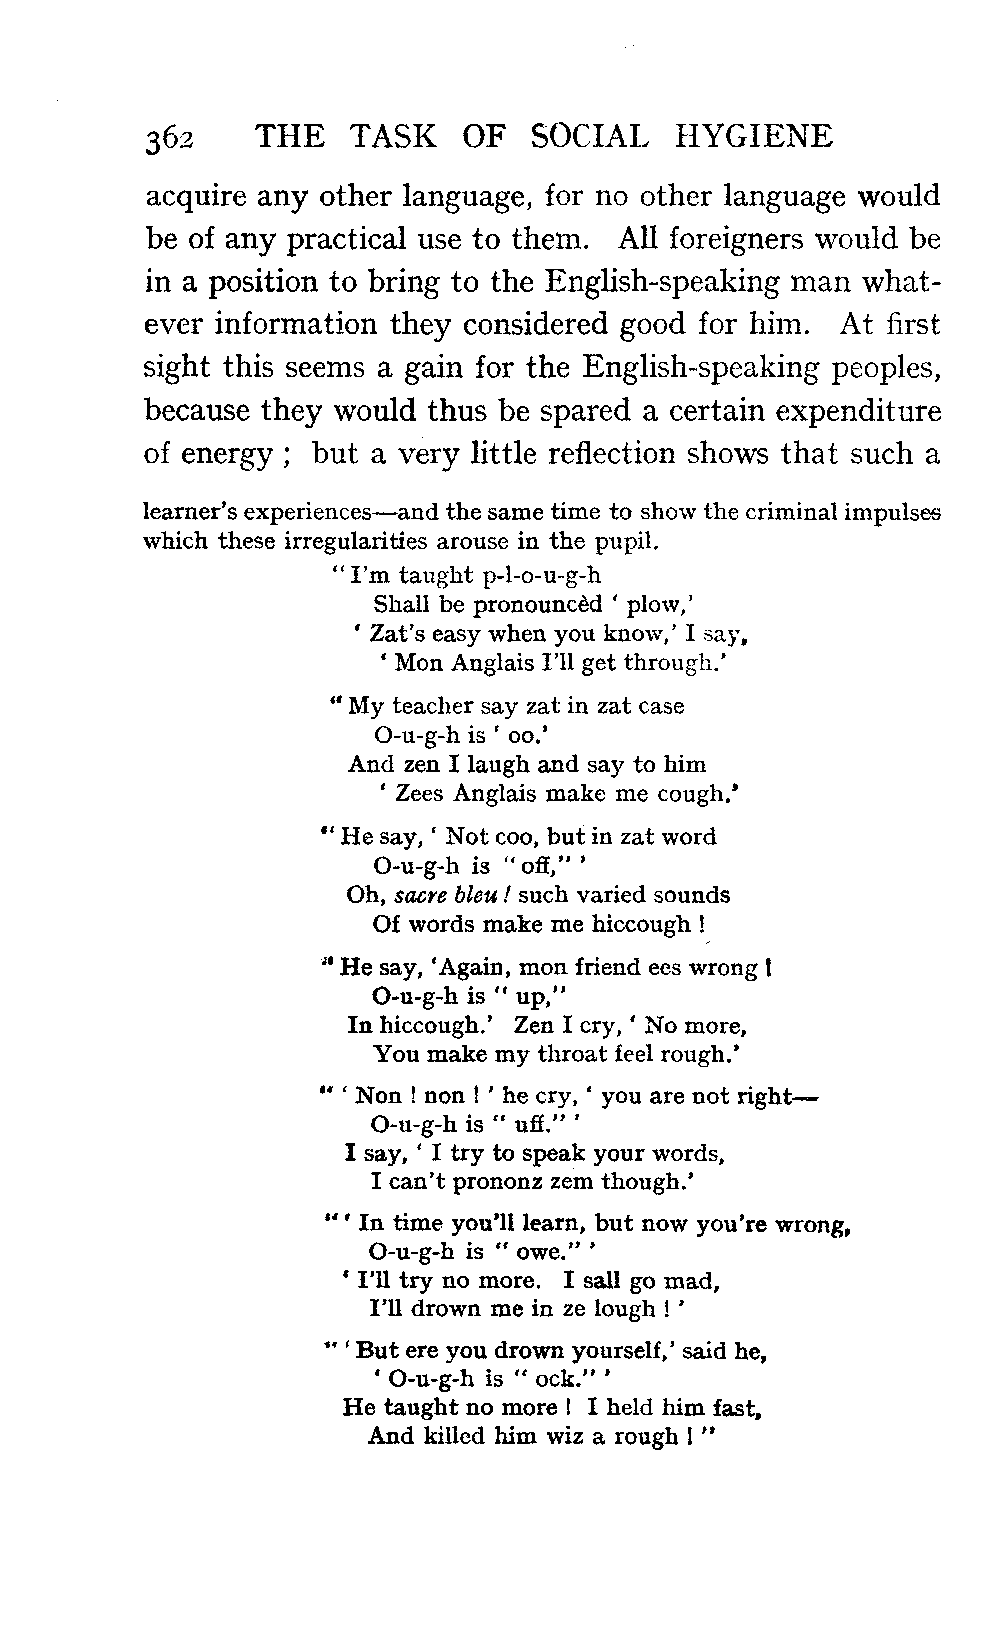 362 THE TASK OF SOCIAL HYGIENE
acquire any other language, for no other language would
be of any practical use to them. All foreigners would be
in a position to bring to the English-speaking man what-
ever information they considered good for him. At first
sight this seems a gain for the English-speaking peoples,
because they would thus be spared a certain expenditure
of energy ; but a very little reflection shows that such a
learner's experiences—and the same time to show the criminal impulses
which these irregularities arouse in the pupil.
"I'm taught p-l-o-u-g-h
Shall be pronouncèd ' plow,'
' Zat's easy when you know,' I say,
' Mon Anglais I'll get through.'
"My teacher say zat in zat case
O-u-g-h is ' oo.'
And zen I laugh and say to him
' Zees Anglais make me cough.'
"He say, ' Not coo, but in zat word
O-u-g-h is "off," '
Oh, sacre bleu ! such varied sounds
Of words make me hiccough !
"He say, 'Again, mon friend ees wrong !
O-u-g-h is " up,"
In hiccough.' Zen I cry, ' No more,
You make my throat feel rough.'
" ' Non ! non ! ' he cry, ' you are not right—
O-u-g-h is " uff." '
I say, ' I try to speak your words,
I can't prononz zem though.'
" ' In time you'll learn, but now you're wrong,
O-u-g-h is " owe." '
' I'll try no more. I sall go mad,
I'll drown me in ze lough ! '
" ' But ere you drown yourself,' said he,
' O-u-g-h is " ock." '
He taught no more ! I held him fast,
And killed him wiz a rough ! "